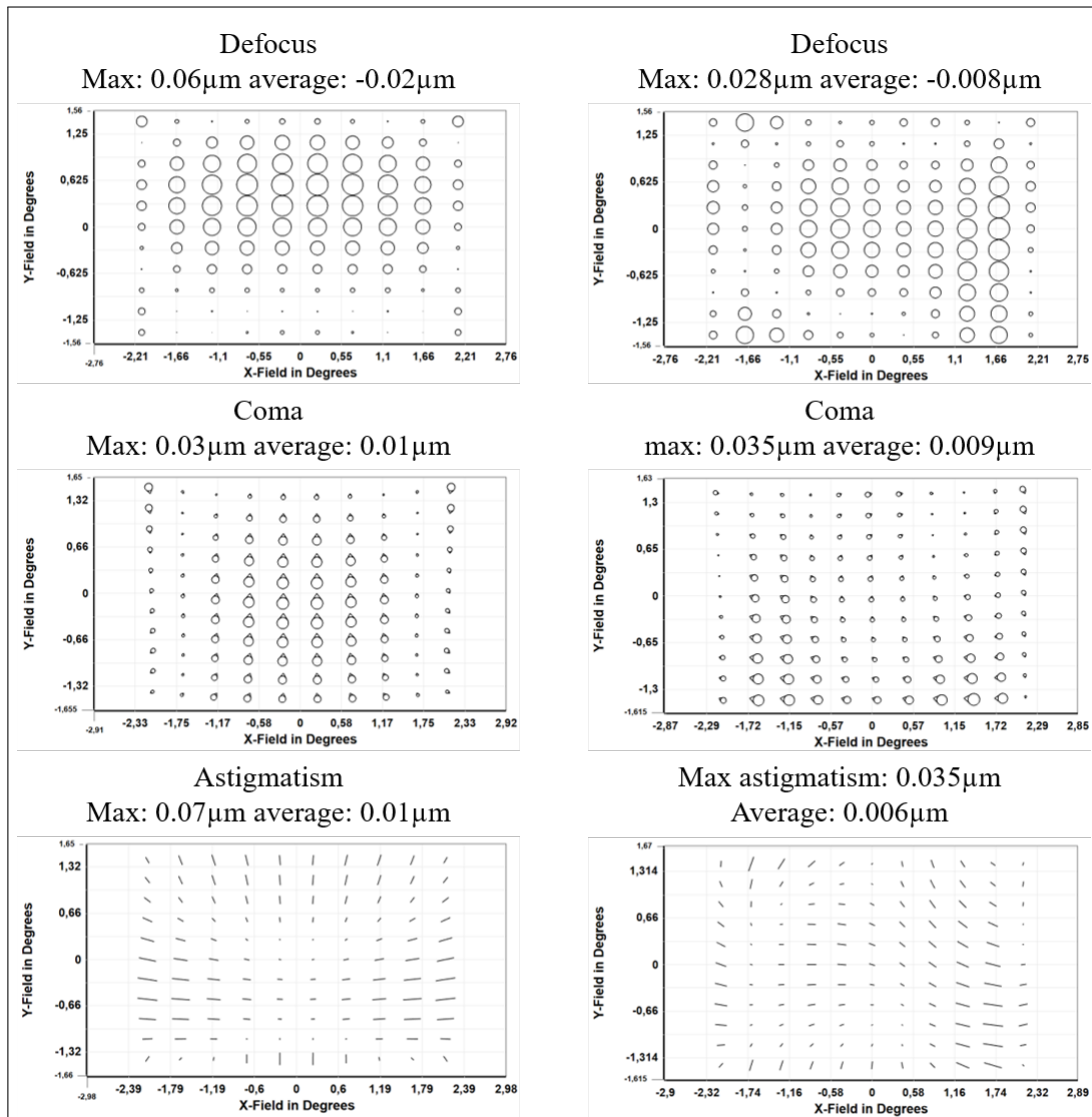 Defocus
Max: 0.06µm average: -0.02µm
1,56
1,25
0,625
0
-0,625
-1,25
-1,56
Y-Field in Degrees
-2,76
-2,21 -1,66 -1,1 -0,55 0 0,55 1,1 1,66 2,21 2,76
X-Field in Degrees
Defocus
Max: 0.028µm average: -0.008µm
1,56
1,25
0,625
0
-0,625
-1,25
-1,56
Y-Field in Degrees
-2,76 -2,21 -1,66 -1,1 -0,55 0 0,55 1,1 1,66 2,21 2,75
X-Field in Degrees
Coma
Max: 0.03µm average: 0.01µm
1,65
1,32
0,66
0
-0,66
-1,32
-1,655
Y-Field in Degrees
-2,91
-2,33 -1,75 -1,17 -0,58 0 0,58 1,17 1,75 2,33 2,92
X-Field in Degrees
Coma
max: 0.035µm average: 0.009µm
1,63
1,3
0,65
0
-0,65
-1,3
-1,615
Y-Field in Degrees
-2,87 -2,29 -1,72 -1,15 -0,57 0 0,57 1,16 1,72 2,29 2,85
X-Field in Degrees
Astigmatism
Max: 0.07µm average: 0.01µm
1,65
1,32
0,66
0
-0,66
-1,32
-1,66
Y-Field in Degrees
-2,98
-2,39 -1,79 -1,19 -0,6 0 0,6 1,19 1,79 2,39 2,98
X-Field in Degrees
Max astigmatism: 0.035µm
Average: 0.006µm
1,67
1,314
0,66
0
-0,66
-1,314
-1,615
Y-Field in Degrees
-2,9 -2,32 -1,74 -1,16 -0,58 0 0,58 1,16 1,74 2,32 2,89
X-Field in Degrees